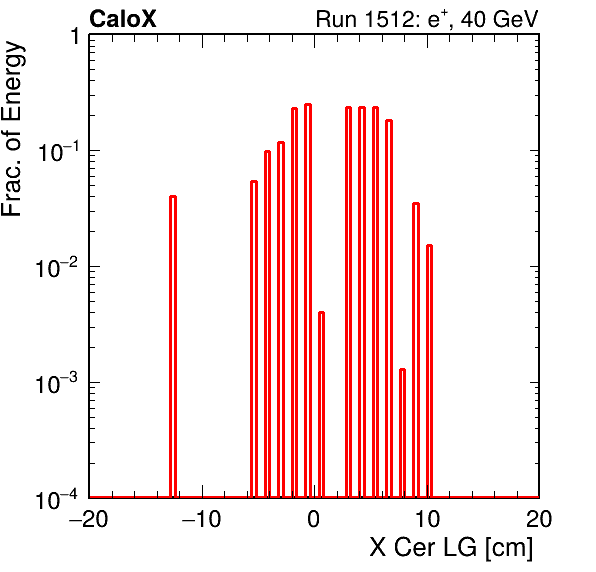 CaloX Run 1512: e⁺, 40 GeV
Frac. of Energy
1
10⁻¹
10⁻²
10⁻³
10⁻⁴
−20 −10 0 10 20
X Cer LG [cm]